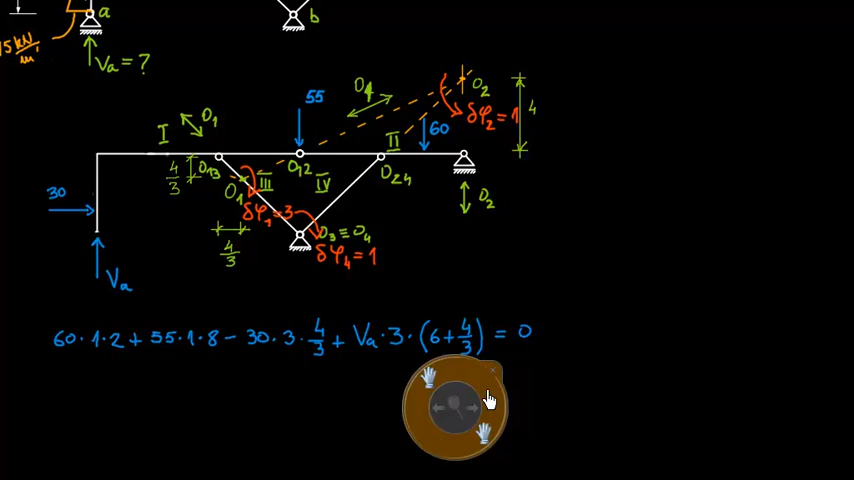 a
b
15 kN/m'
Va = ?
O4
O2
55
δφ2 = 1
4
I
O1
60
II
4/3
O13
O12
O24
O1
III
IV
30
O2
δφ1 = 3
O3 ≡ O4
4/3
δφ4 = 1
Va
60 · 1 · 2 + 55 · 1 · 8 − 30 · 3 · 4/3 + Va · 3 · (6 + 4/3) = 0